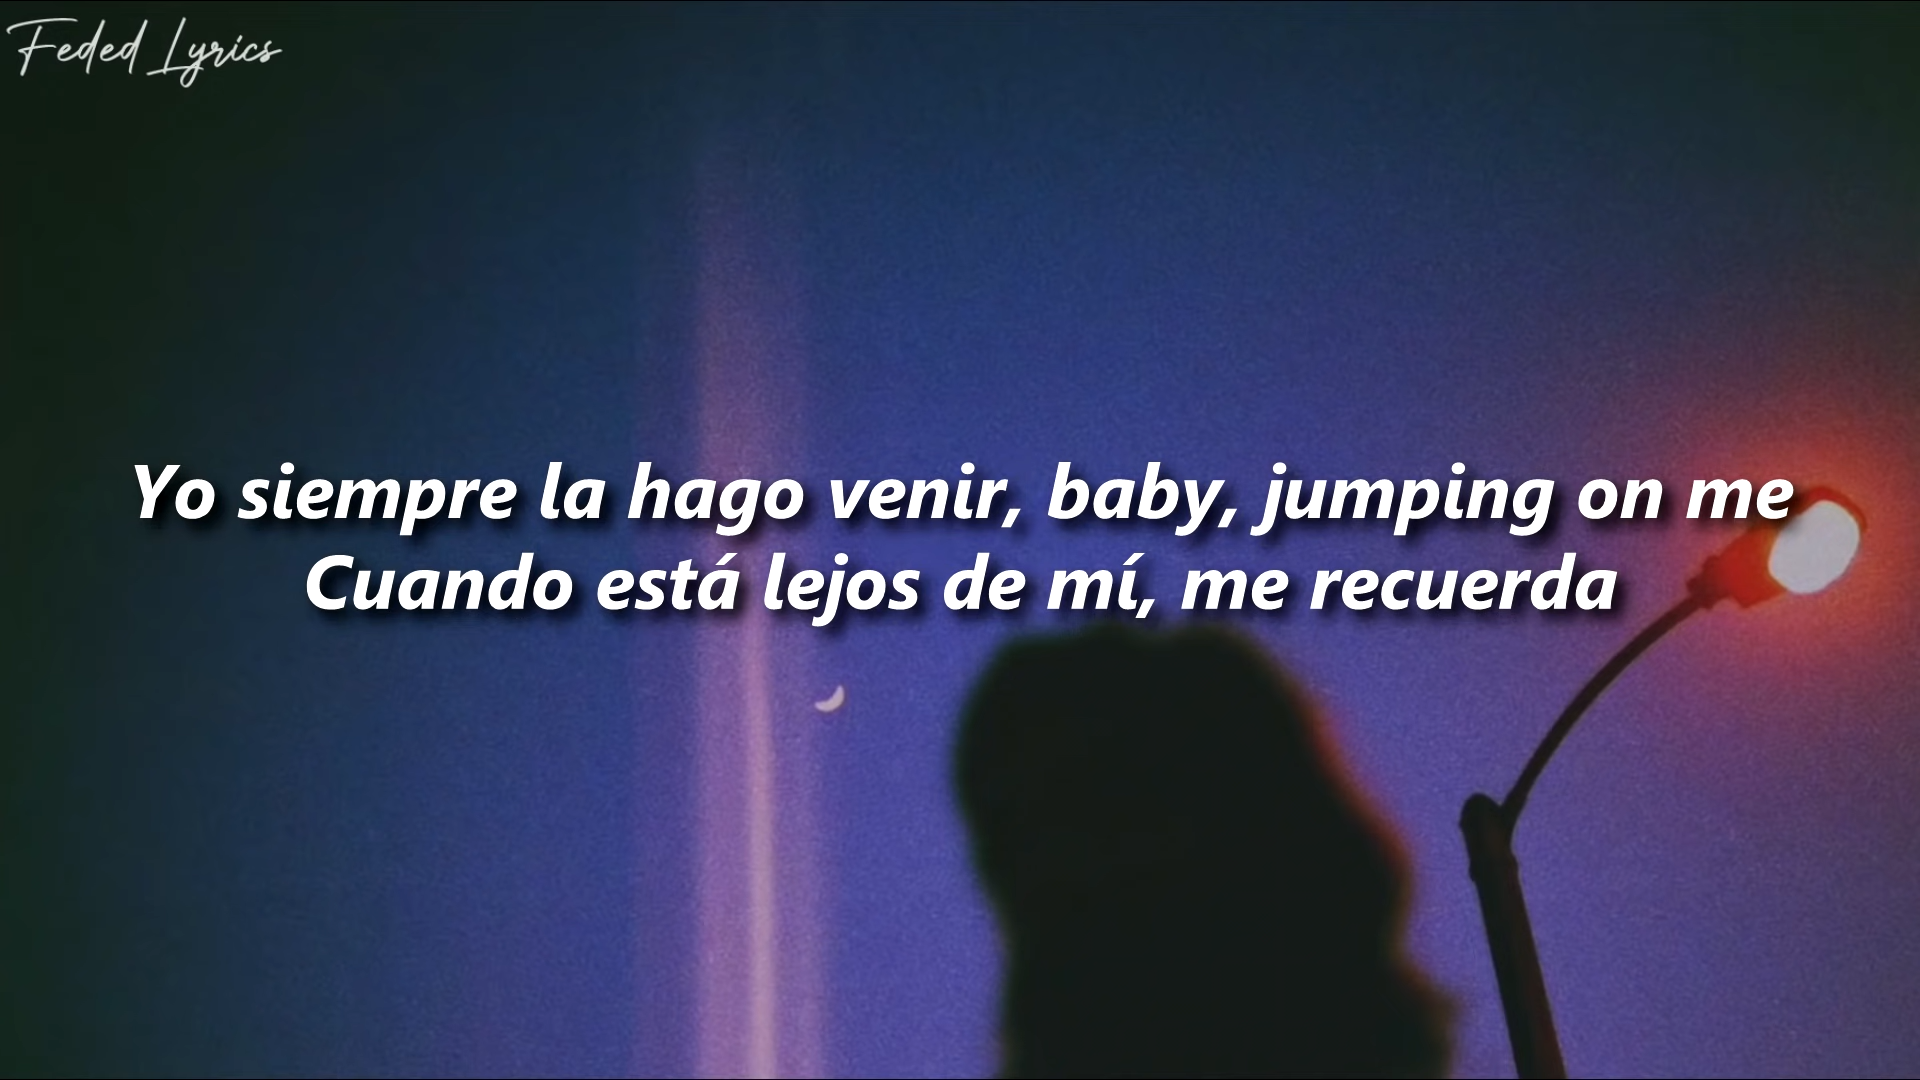 Feded Lyrics
Yo siempre la hago venir, baby, jumping on me
Cuando está lejos de mí, me recuerda